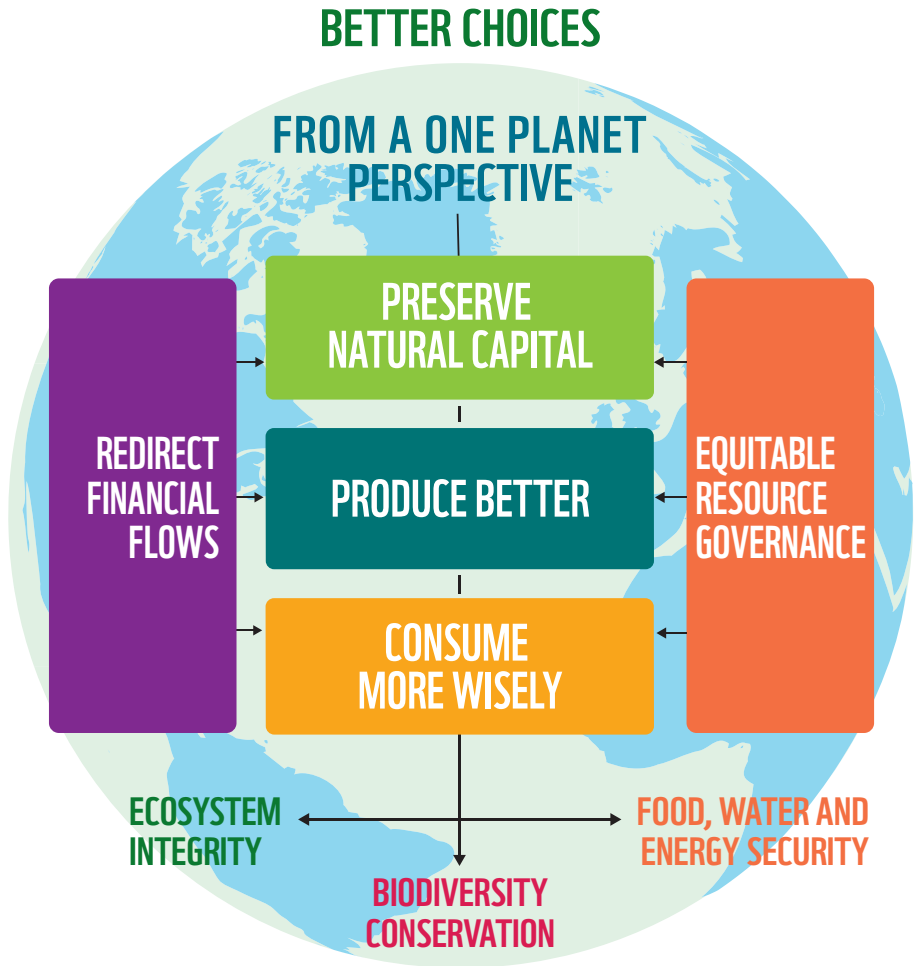 BETTER CHOICES
FROM A ONE PLANET
PERSPECTIVE
PRESERVE
NATURAL CAPITAL
REDIRECT
FINANCIAL
FLOWS
PRODUCE BETTER
EQUITABLE
RESOURCE
GOVERNANCE
CONSUME
MORE WISELY
ECOSYSTEM
INTEGRITY
FOOD, WATER AND
ENERGY SECURITY
BIODIVERSITY
CONSERVATION